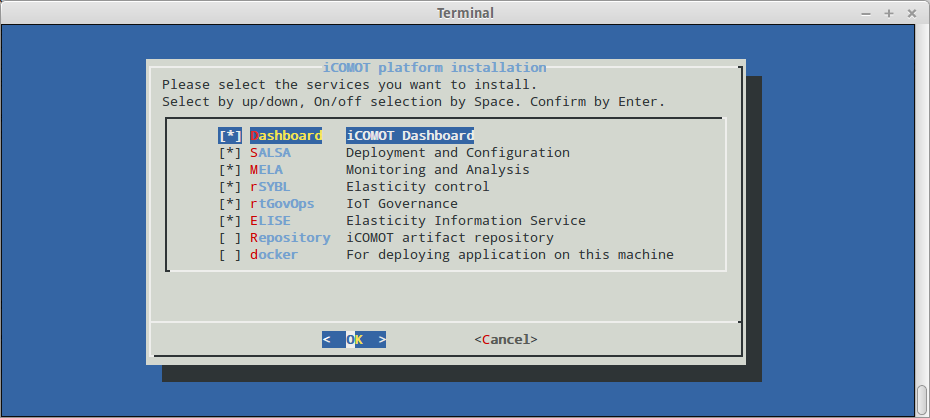 Terminal
iCOMOT platform installation
Please select the services you want to install.
Select by up/down, On/off selection by Space. Confirm by Enter.
[*] Dashboard iCOMOT Dashboard
[*] SALSA Deployment and Configuration
[*] MELA Monitoring and Analysis
[*] rSYBL Elasticity control
[*] rtGovOps IoT Governance
[*] ELISE Elasticity Information Service
[ ] Repository iCOMOT artifact repository
[ ] docker For deploying application on this machine
< OK > <Cancel>